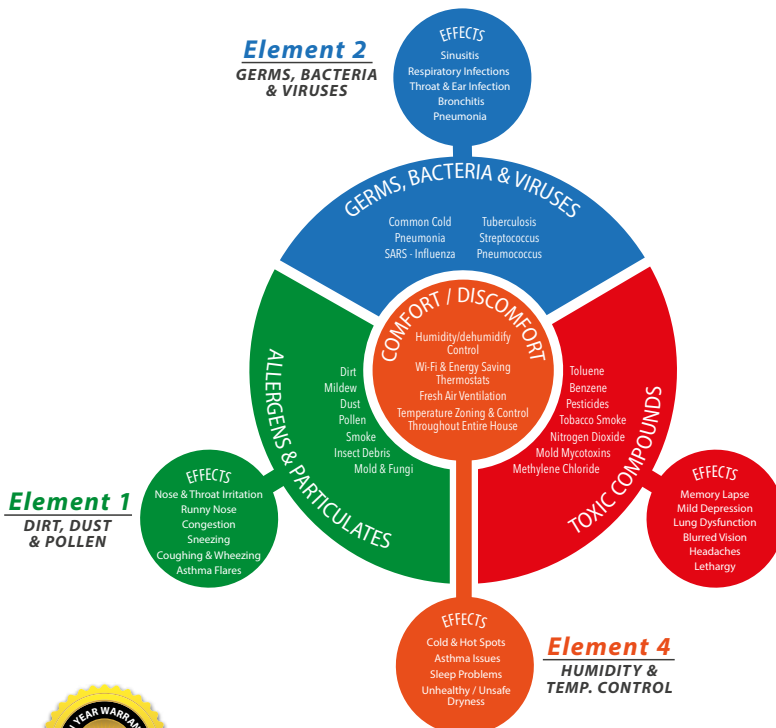 Element 2
GERMS, BACTERIA
& VIRUSES
EFFECTS
Sinusitis
Respiratory Infections
Throat & Ear Infection
Bronchitis
Pneumonia
GERMS, BACTERIA & VIRUSES
Common Cold
Pneumonia
SARS - Influenza
Tuberculosis
Streptococcus
Pneumococcus
COMFORT / DISCOMFORT
Humidity/dehumidify
Control
Wi-Fi & Energy Saving
Thermostats
Fresh Air Ventilation
Temperature Zoning & Control
Throughout Entire House
ALLERGENS & PARTICULATES
Dirt
Mildew
Dust
Pollen
Smoke
Insect Debris
Mold & Fungi
TOXIC COMPOUNDS
Toluene
Benzene
Pesticides
Tobacco Smoke
Nitrogen Dioxide
Mold Mycotoxins
Methylene Chloride
Element 1
DIRT, DUST
& POLLEN
EFFECTS
Nose & Throat Irritation
Runny Nose
Congestion
Sneezing
Coughing & Wheezing
Asthma Flares
EFFECTS
Memory Lapse
Mild Depression
Lung Dysfunction
Blurred Vision
Headaches
Lethargy
EFFECTS
Cold & Hot Spots
Asthma Issues
Sleep Problems
Unhealthy / Unsafe
Dryness
Element 4
HUMIDITY &
TEMP. CONTROL
YEAR